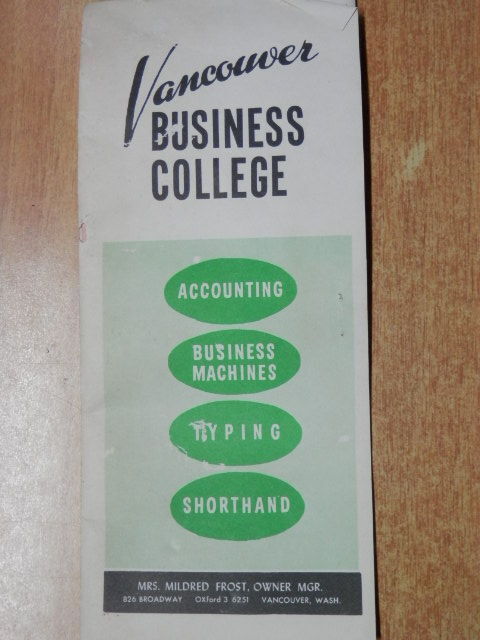 Vancouver
BUSINESS
COLLEGE
ACCOUNTING
BUSINESS
MACHINES
TYPING
SHORTHAND
MRS. MILDRED FROST, OWNER MGR.
826 BROADWAY OXford 3 6251 VANCOUVER, WASH.